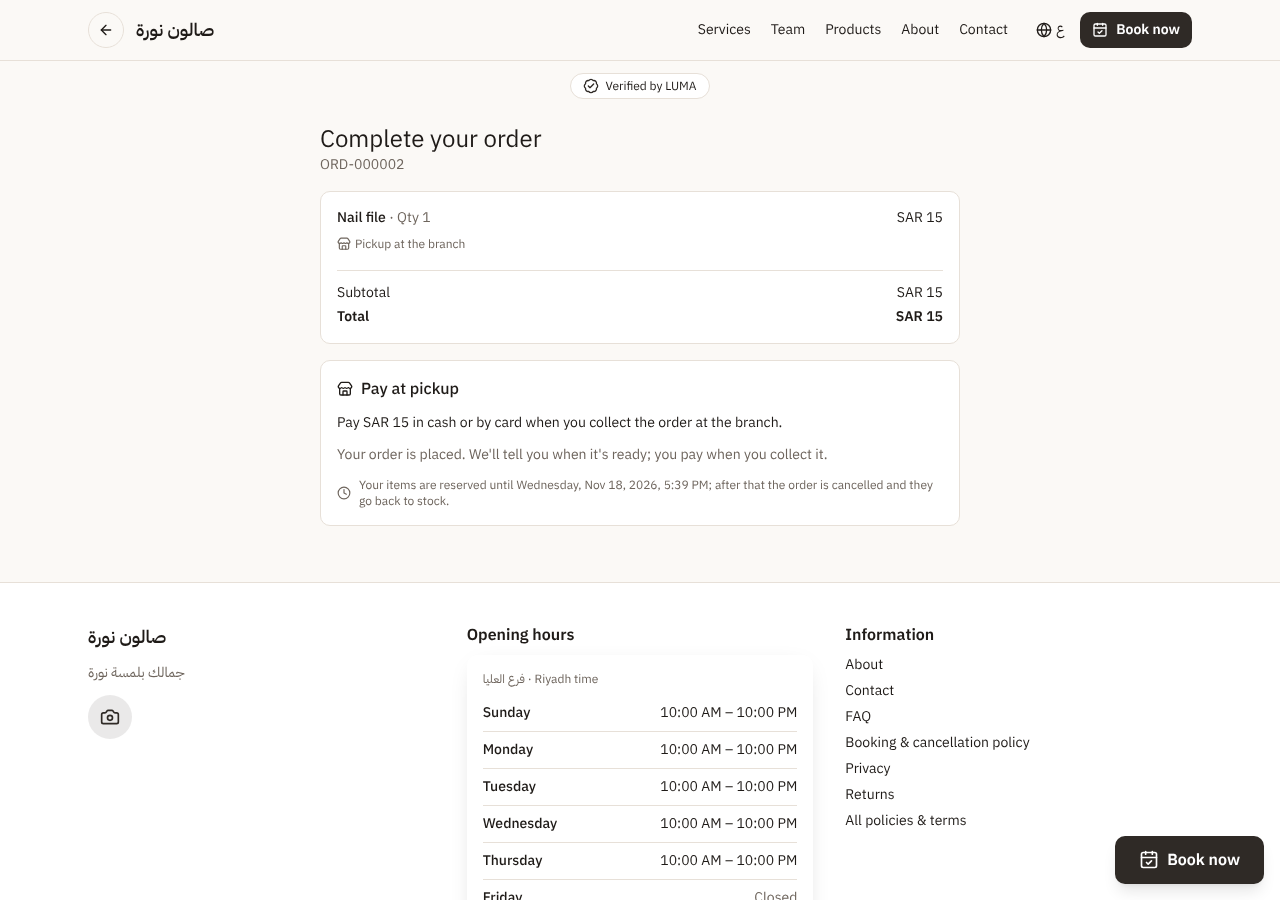 صالون نورة
Services
Team
Products
About
Contact
ع
Book now
Verified by LUMA
Complete your order
ORD-000002
Nail file · Qty 1
SAR 15
Pickup at the branch
Subtotal
SAR 15
Total
SAR 15
Pay at pickup
Pay SAR 15 in cash or by card when you collect the order at the branch.
Your order is placed. We'll tell you when it's ready; you pay when you collect it.
Your items are reserved until Wednesday, Nov 18, 2026, 5:39 PM; after that the order is cancelled and they
go back to stock.
صالون نورة
جمالك بلمسة نورة
Opening hours
فرع العليا · Riyadh time
Sunday
10:00 AM – 10:00 PM
Monday
10:00 AM – 10:00 PM
Tuesday
10:00 AM – 10:00 PM
Wednesday
10:00 AM – 10:00 PM
Thursday
10:00 AM – 10:00 PM
Friday
Closed
Information
About
Contact
FAQ
Booking & cancellation policy
Privacy
Returns
All policies & terms
Book now